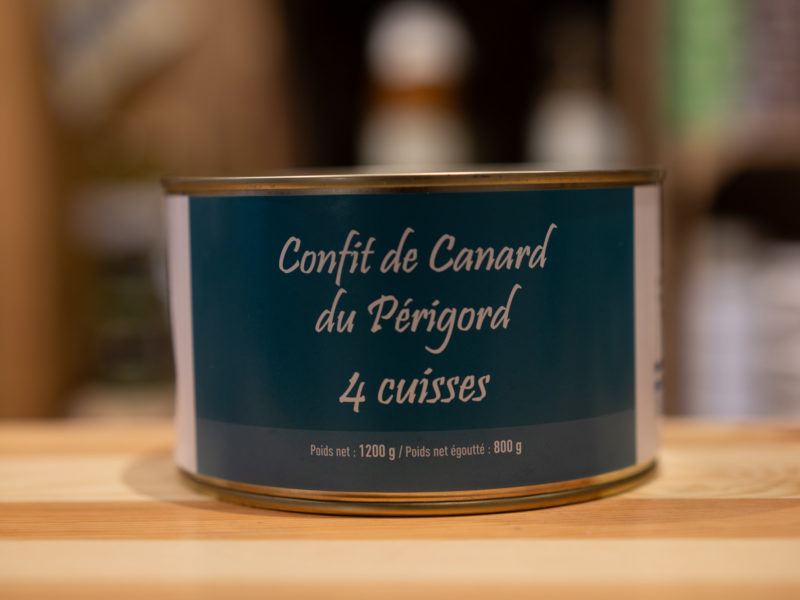 Confit de Canard
du Périgord
4 cuisses
Poids net : 1200 g / Poids net égoutté : 800 g